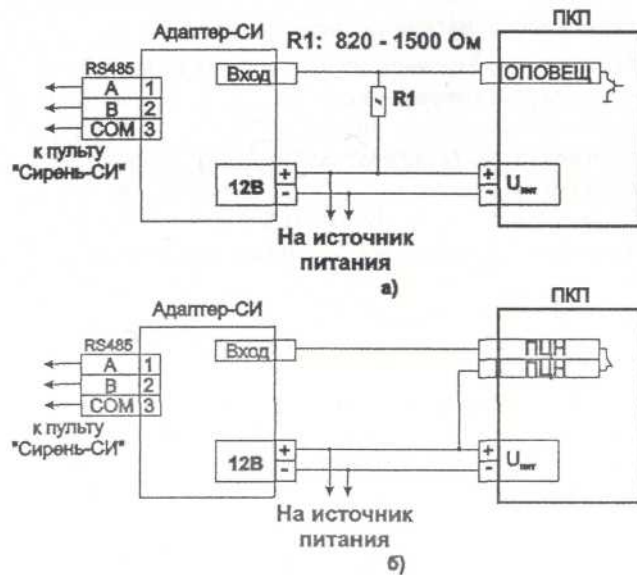 Адаптер-СИ
R1: 820 - 1500 Ом
ПКП
RS485
A 1
B 2
COM 3
к пульту
"Сирень-СИ"
Вход
R1
ОПОВЕЩ
12В
+
-
+
-
Uпит
На источник
питания
а)
Адаптер-СИ
ПКП
RS485
A 1
B 2
COM 3
к пульту
"Сирень-СИ"
Вход
ПЦН
ПЦН
12В
+
-
+
-
Uпит
На источник
питания
б)